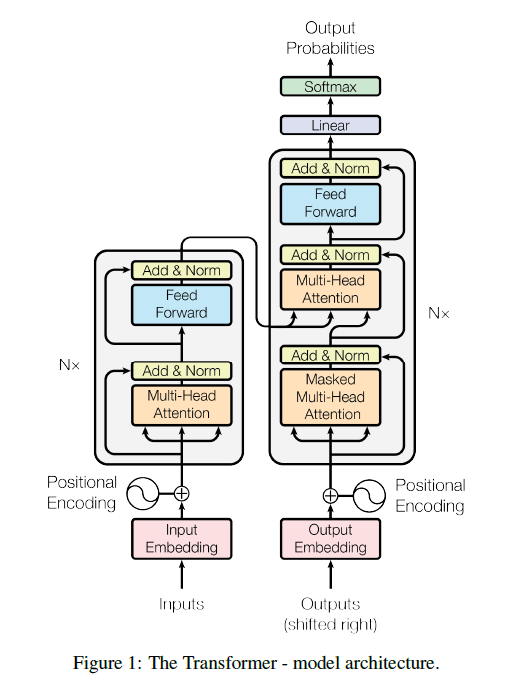 Output
Probabilities
Softmax
Linear
Add & Norm
Feed
Forward
Add & Norm
Multi-Head
Attention
Add & Norm
Masked
Multi-Head
Attention
Nx
Positional
Encoding
Output
Embedding
Outputs
(shifted right)
Add & Norm
Feed
Forward
Add & Norm
Multi-Head
Attention
Nx
Positional
Encoding
Input
Embedding
Inputs
Figure 1: The Transformer - model architecture.